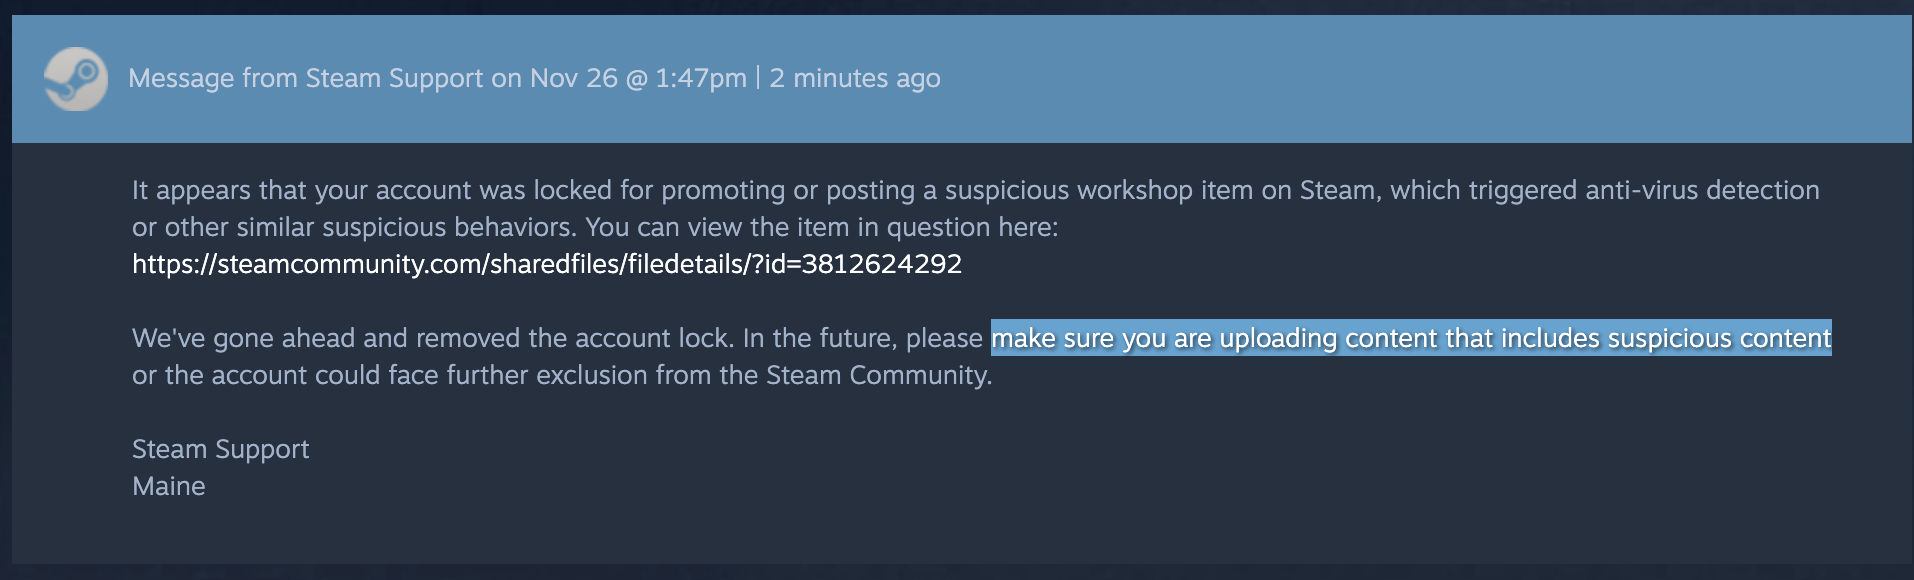 Message from Steam Support on Nov 26 @ 1:47pm | 2 minutes ago
It appears that your account was locked for promoting or posting a suspicious workshop item on Steam, which triggered anti-virus detection
or other similar suspicious behaviors. You can view the item in question here:
https://steamcommunity.com/sharedfiles/filedetails/?id=3812624292
We've gone ahead and removed the account lock. In the future, please make sure you are uploading content that includes suspicious content
or the account could face further exclusion from the Steam Community.
Steam Support
Maine